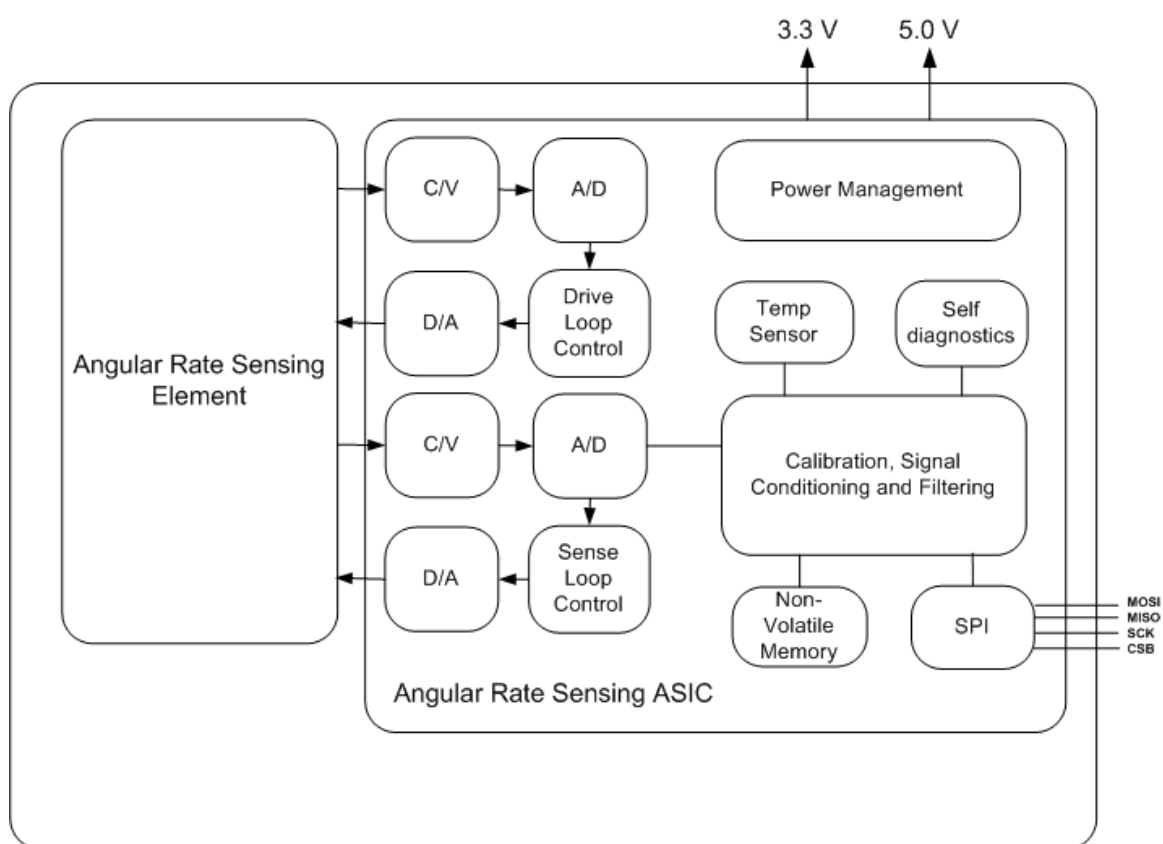 3.3 V
5.0 V
C/V
A/D
Power Management
D/A
Drive
Loop
Control
Temp
Sensor
Self
diagnostics
Angular Rate Sensing
Element
C/V
A/D
Calibration, Signal
Conditioning and Filtering
D/A
Sense
Loop
Control
Non-
Volatile
Memory
SPI
MOSI
MISO
SCK
CSB
Angular Rate Sensing ASIC